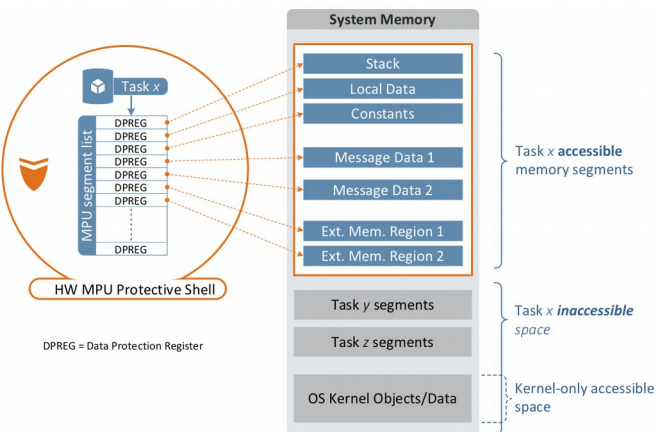 System Memory
Task x
MPU segment list
DPREG
DPREG
DPREG
DPREG
DPREG
DPREG
DPREG
DPREG
HW MPU Protective Shell
DPREG = Data Protection Register
Stack
Local Data
Constants
Message Data 1
Message Data 2
Ext. Mem. Region 1
Ext. Mem. Region 2
Task x accessible
memory segments
Task y segments
Task z segments
Task x inaccessible
space
OS Kernel Objects/Data
Kernel-only accessible
space